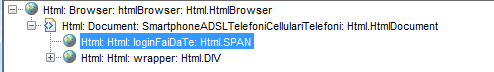 Html: Browser: htmlBrowser: Html.HtmlBrowser
Html: Document: SmartphoneADSLTelefoniCellulariTelefoni: Html.HtmlDocument
Html: Html: loginFaiDaTe: Html.SPAN
Html: Html: wrapper: Html.DIV